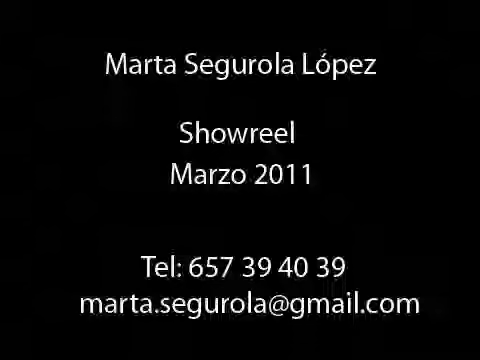 Marta Segurola López
Showreel
Marzo 2011
Tel: 657 39 40 39
marta.segurola@gmail.com